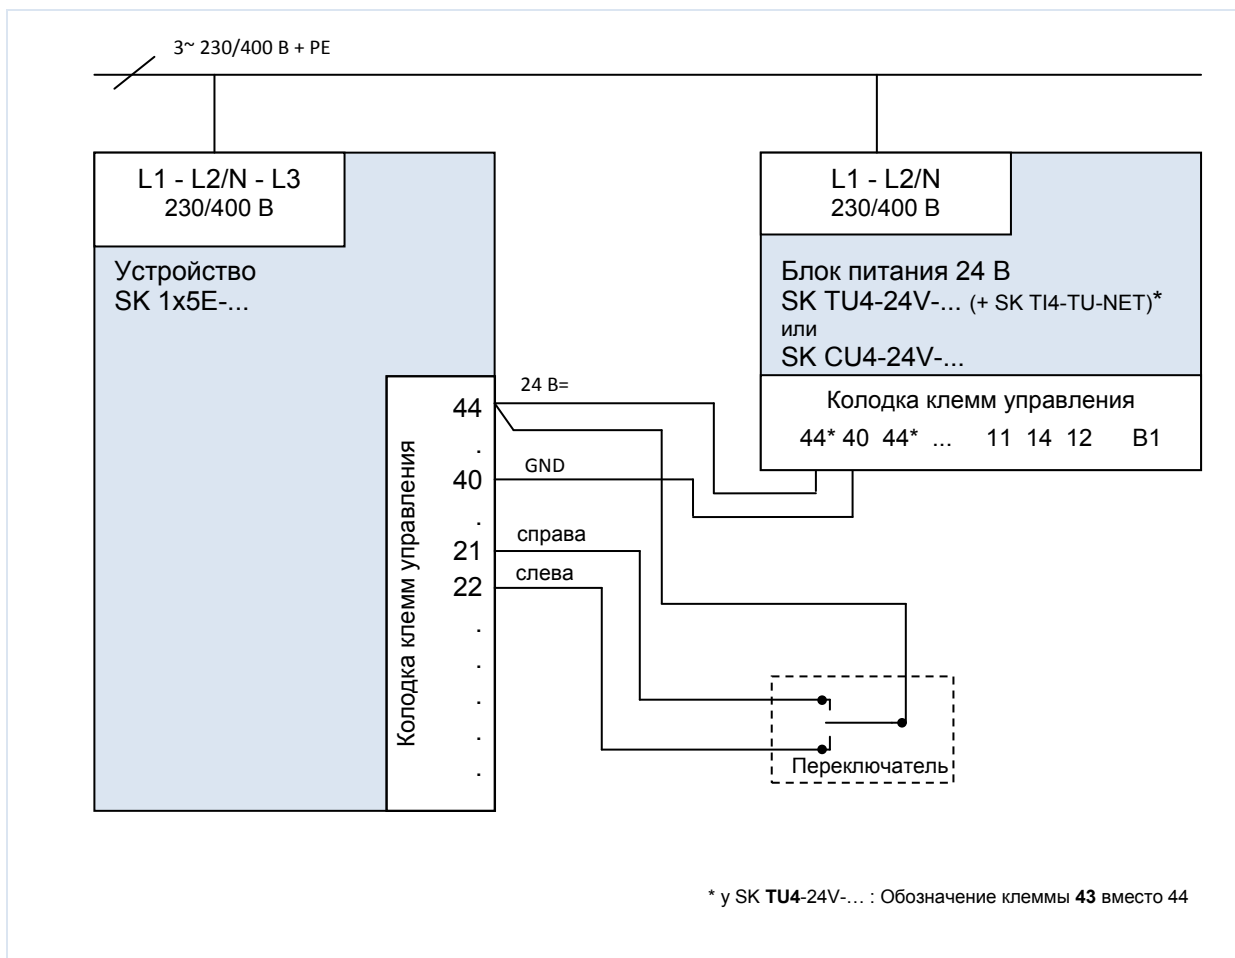 3~ 230/400 В + PE
L1 - L2/N - L3
230/400 В
Устройство
SK 1x5E-...
Колодка клемм управления
44
.
40
.
21
22
.
.
.
.
.
24 В=
GND
справа
слева
L1 - L2/N
230/400 В
Блок питания 24 В
SK TU4-24V-... (+ SK TI4-TU-NET)*
или
SK CU4-24V-...
Колодка клемм управления
44* 40 44* ... 11 14 12 B1
Переключатель
* у SK TU4-24V-… : Обозначение клеммы 43 вместо 44